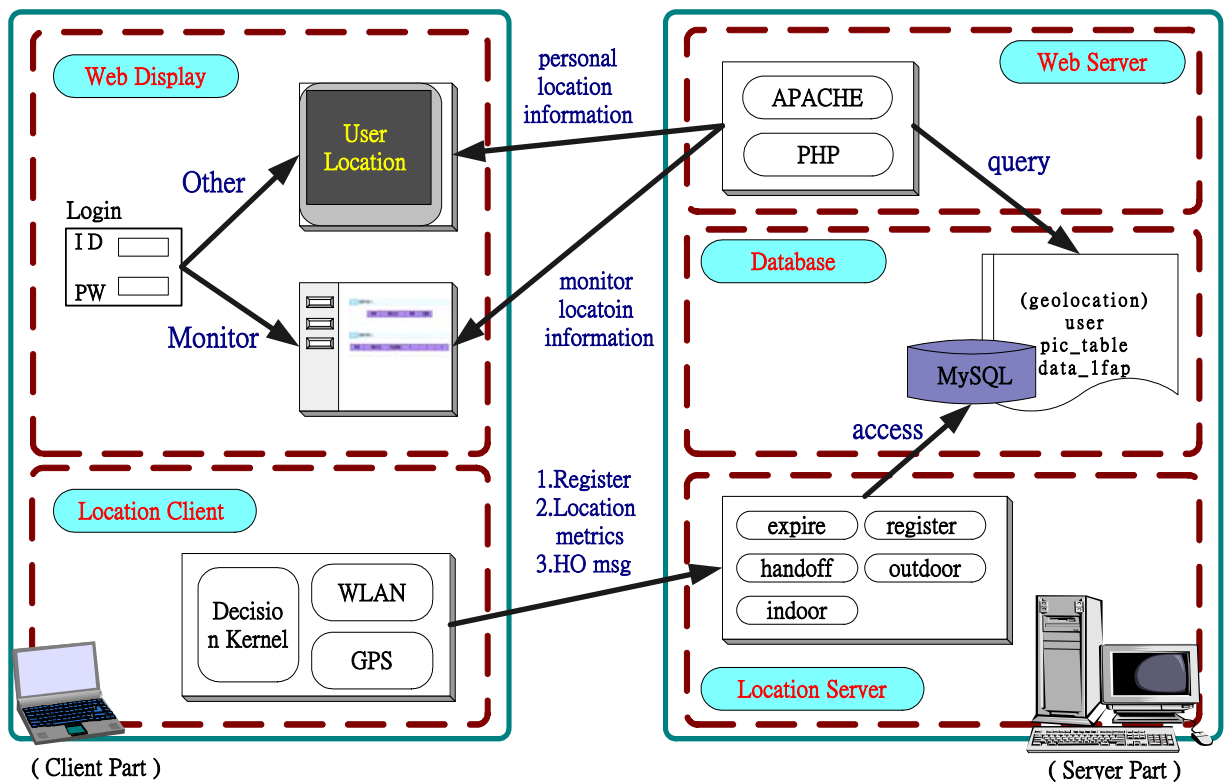 Web Display
User
Location
Other
Login
I D
PW
Monitor
personal
location
information
monitor
locatoin
information
Web Server
APACHE
PHP
query
Database
(geolocation)
user
pic_table
data_1fap
MySQL
access
Location Client
Decisio
n Kernel
WLAN
GPS
1.Register
2.Location
metrics
3.HO msg
expire
register
handoff
outdoor
indoor
Location Server
( Client Part )
( Server Part )